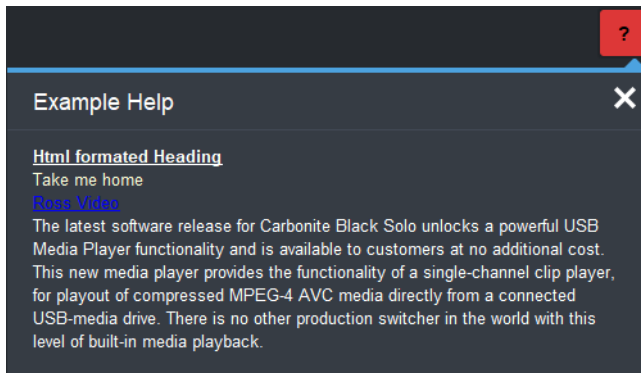 ?
Example Help
Html formated Heading
Take me home
Ross Video
The latest software release for Carbonite Black Solo unlocks a powerful USB
Media Player functionality and is available to customers at no additional cost.
This new media player provides the functionality of a single-channel clip player,
for playout of compressed MPEG-4 AVC media directly from a connected
USB-media drive. There is no other production switcher in the world with this
level of built-in media playback.